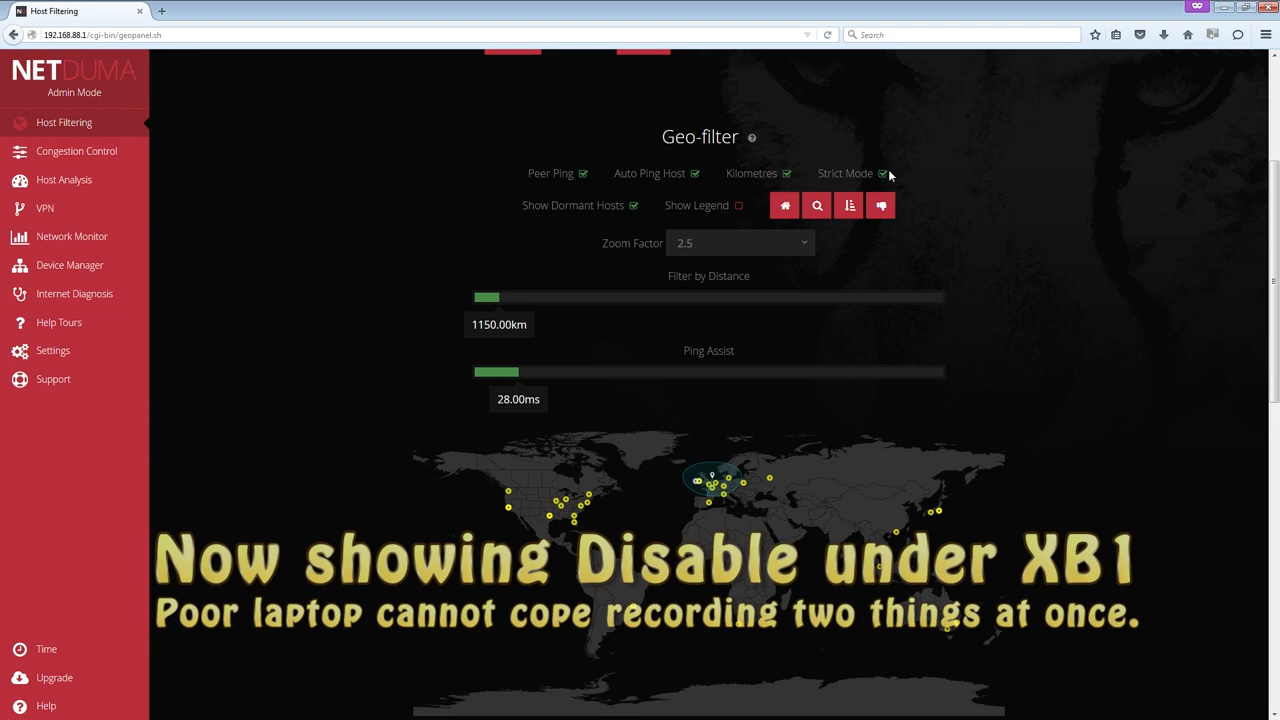 Host Filtering
192.168.88.1/cgi-bin/geopanel.sh
Search
NETDUMA
Admin Mode
Host Filtering
Congestion Control
Host Analysis
VPN
Network Monitor
Device Manager
Internet Diagnosis
Help Tours
Settings
Support
Time
Upgrade
Help
Geo-filter
Peer Ping Auto Ping Host Kilometres Strict Mode
Show Dormant Hosts Show Legend
Zoom Factor 2.5
Filter by Distance
1150.00km
Ping Assist
28.00ms
Now showing Disable under XB1
Poor laptop cannot cope recording two things at once.